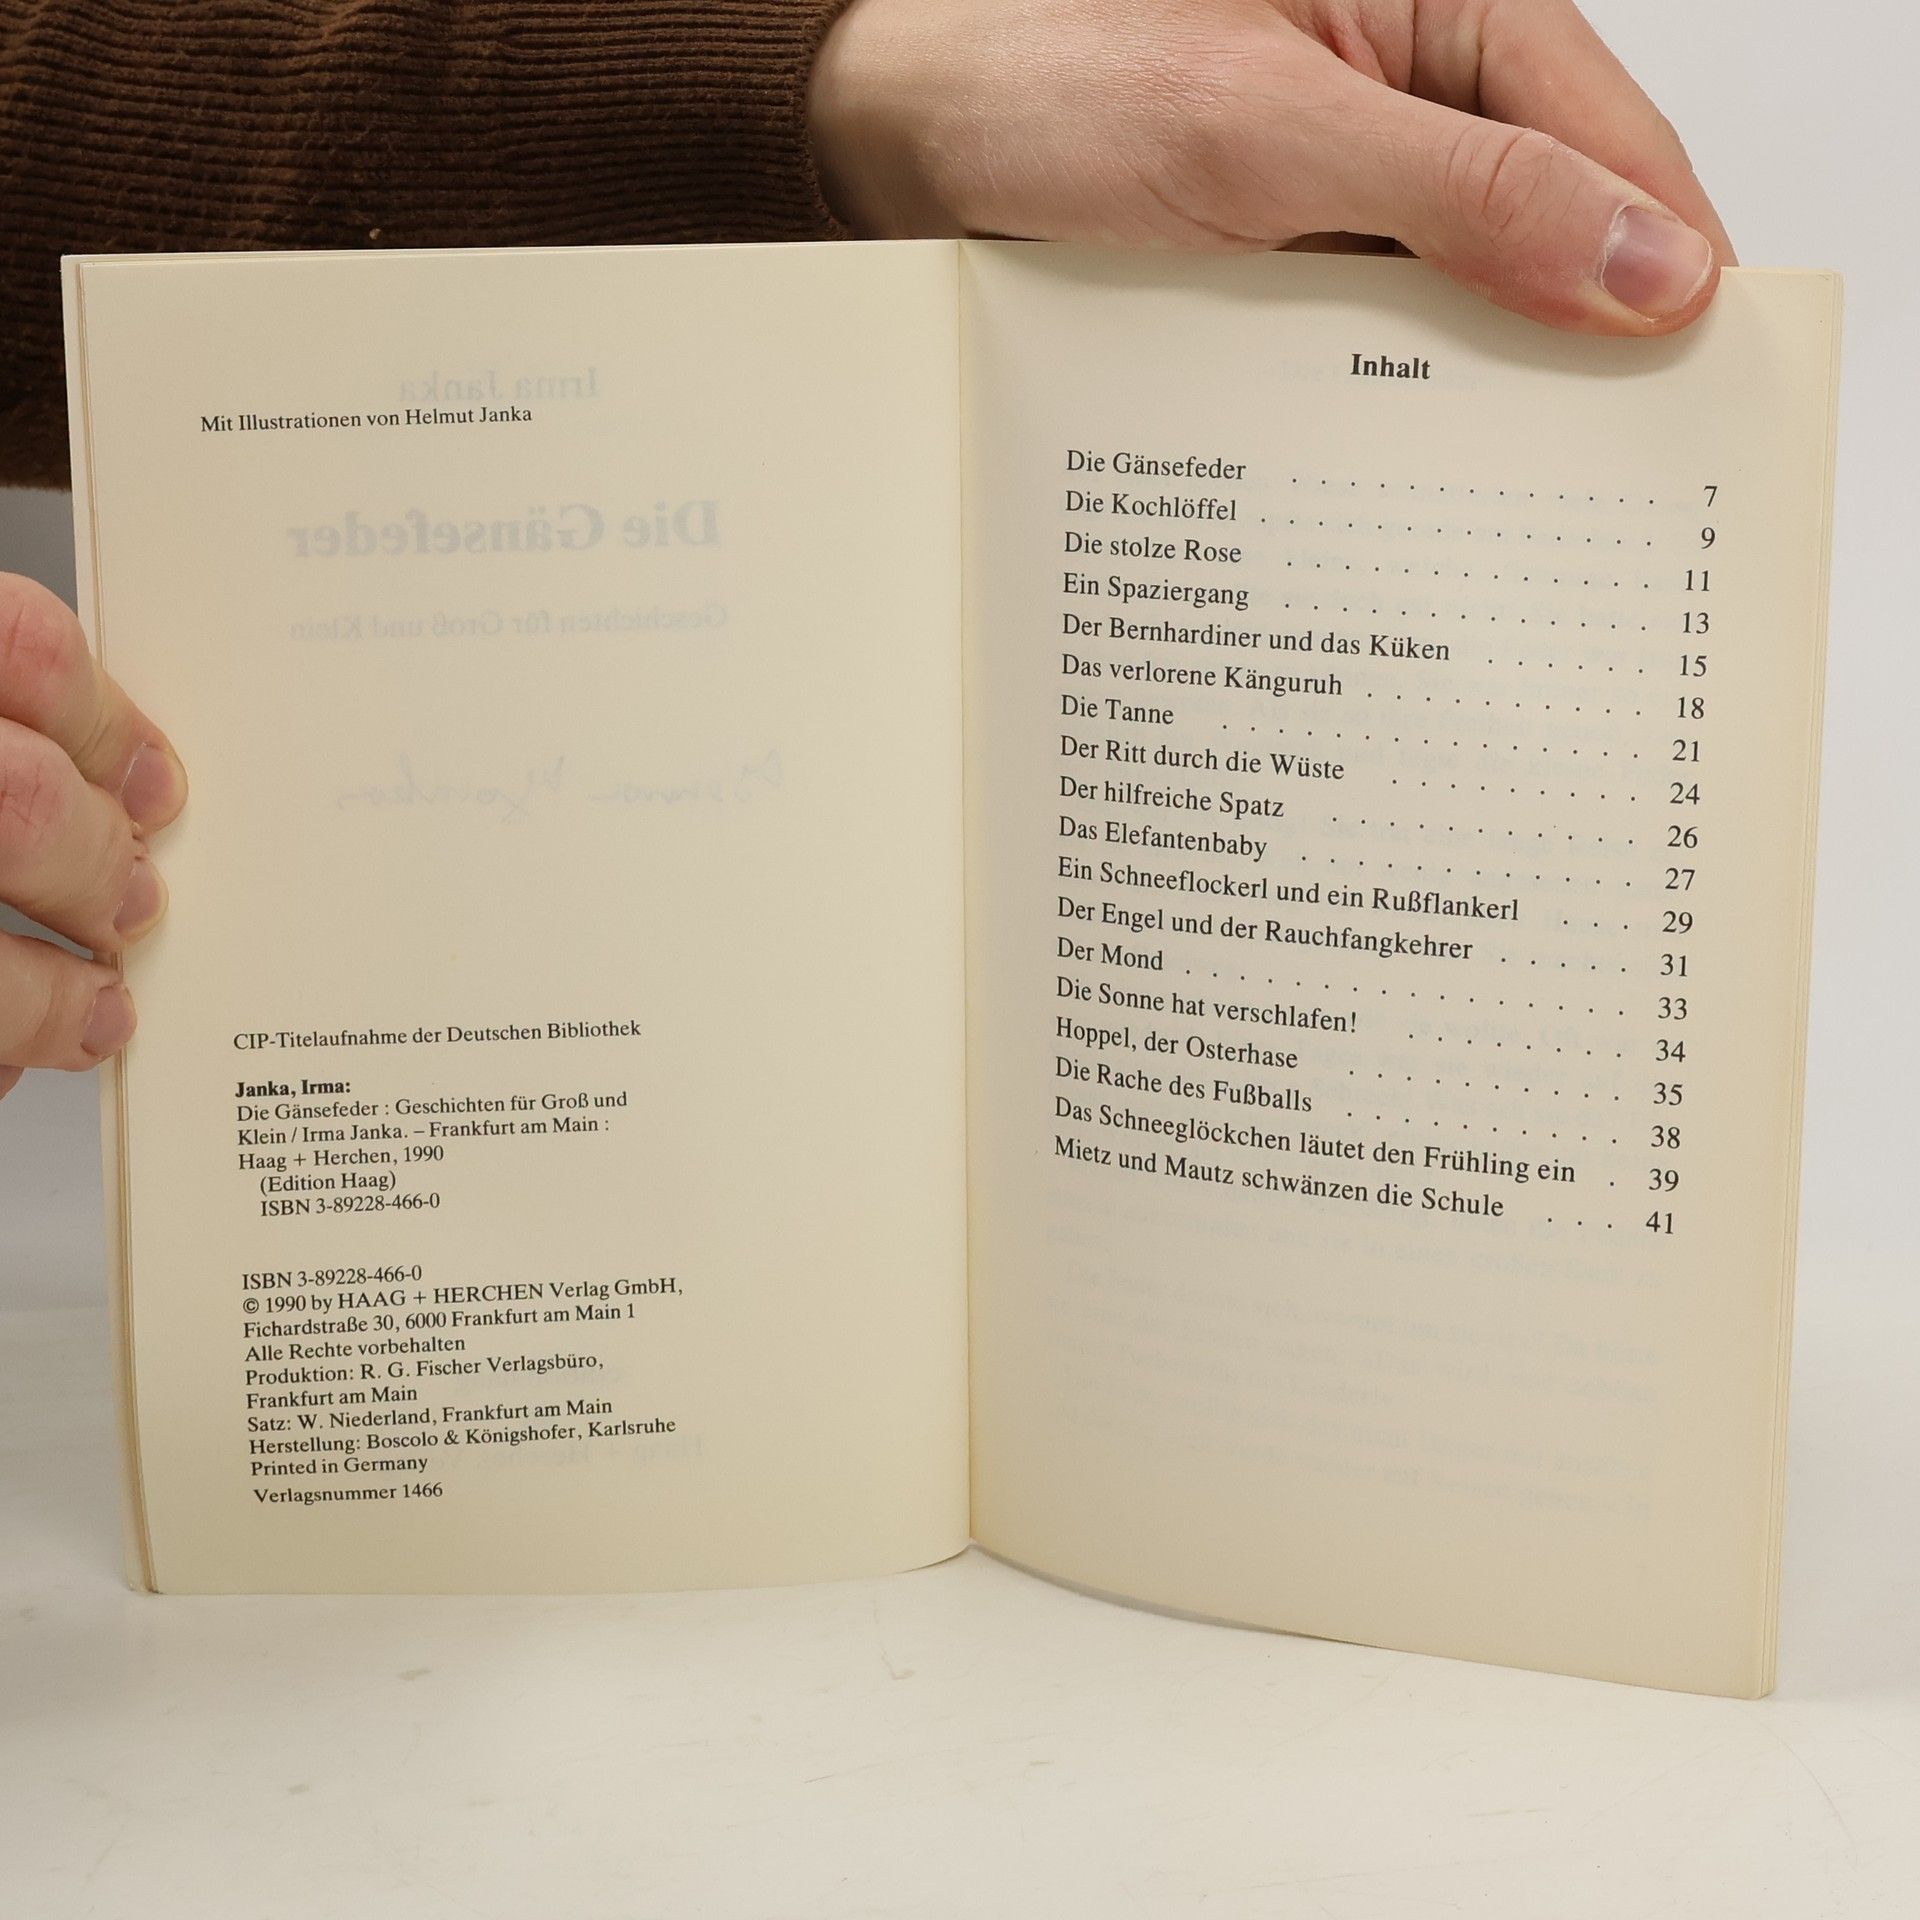 Mit Illustrationen von Helmut Janka
CIP-Titelaufnahme der Deutschen Bibliothek
Janka, Irma:
Die Gänsefeder : Geschichten für Groß und
Klein / Irma Janka. – Frankfurt am Main :
Haag + Herchen, 1990
(Edition Haag)
ISBN 3-89228-466-0
ISBN 3-89228-466-0
© 1990 by HAAG + HERCHEN Verlag GmbH,
Fichardstraße 30, 6000 Frankfurt am Main 1
Alle Rechte vorbehalten
Produktion: R. G. Fischer Verlagsbüro,
Frankfurt am Main
Satz: W. Niederland, Frankfurt am Main
Herstellung: Boscolo & Königshofer, Karlsruhe
Printed in Germany
Verlagsnummer 1466
Inhalt
Die Gänsefeder . . . . . . . . . . . . . 7
Die Kochlöffel . . . . . . . . . . . . . . 9
Die stolze Rose . . . . . . . . . . . . . 11
Ein Spaziergang . . . . . . . . . . . . . 13
Der Bernhardiner und das Küken . . . . . . 15
Das verlorene Känguruh . . . . . . . . . . 18
Die Tanne . . . . . . . . . . . . . . . 21
Der Ritt durch die Wüste . . . . . . . . . 24
Der hilfreiche Spatz . . . . . . . . . . . 26
Das Elefantenbaby . . . . . . . . . . . . 27
Ein Schneeflockerl und ein Rußflankerl . . . 29
Der Engel und der Rauchfangkehrer . . . . . 31
Der Mond . . . . . . . . . . . . . . . . 33
Die Sonne hat verschlafen! . . . . . . . . 34
Hoppel, der Osterhase . . . . . . . . . . 35
Die Rache des Fußballs . . . . . . . . . . 38
Das Schneeglöckchen läutet den Frühling ein . 39
Mietz und Mautz schwänzen die Schule . . . 41